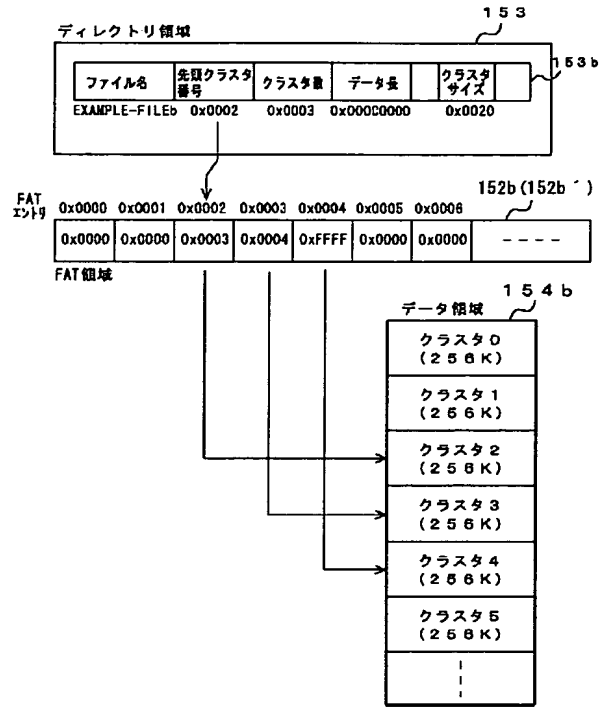 153
ディレクトリ領域
153b
ファイル名 先頭クラスタ番号 クラスタ数 データ長 クラスタサイズ
EXAMPLE-FILEb 0x0002 0x0003 0x00000000 0x0020
152b(152b´)
FAT エントリ 0x0000 0x0001 0x0002 0x0003 0x0004 0x0005 0x0006
0x0000 0x0000 0x0003 0x0004 0xFFFF 0x0000 0x0000 ----
FAT領域
154b
データ領域
クラスタ0
(256K)
クラスタ1
(256K)
クラスタ2
(256K)
クラスタ3
(256K)
クラスタ4
(256K)
クラスタ5
(256K)